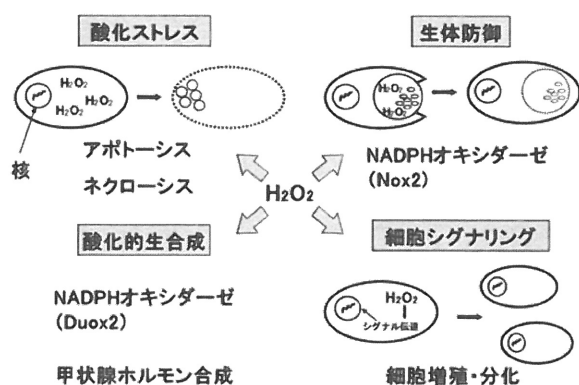 酸化ストレス
H₂O₂
H₂O₂
H₂O₂
核
アポトーシス
ネクローシス
生体防御
H₂O₂
H₂O₂
NADPHオキシダーゼ
(Nox2)
H₂O₂
酸化的生合成
NADPHオキシダーゼ
(Duox2)
甲状腺ホルモン合成
細胞シグナリング
H₂O₂
シグナル伝達
細胞増殖・分化